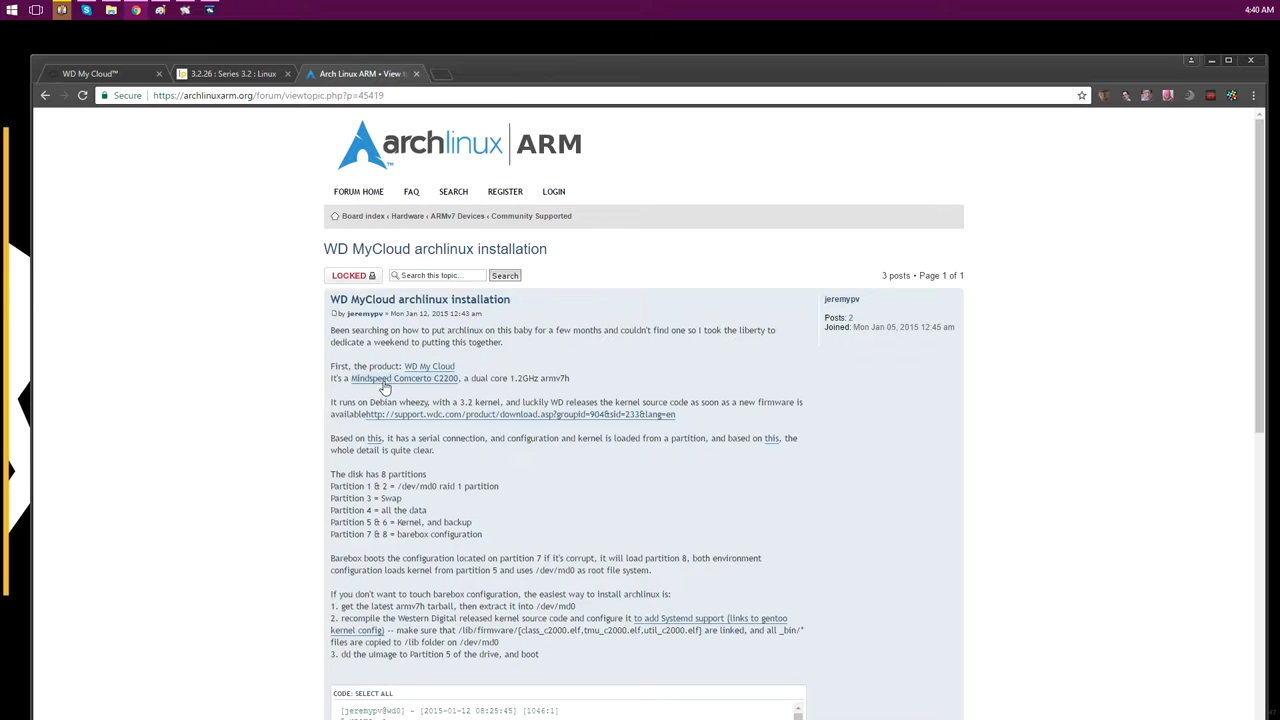 4:40 AM
WD My Cloud™
3.2.26 : Series 3.2 : Linux
Arch Linux ARM • View
Secure
https://archlinuxarm.org/forum/viewtopic.php?p=45419
archlinux ARM
FORUM HOME FAQ SEARCH REGISTER LOGIN
Board index ‹ Hardware ‹ ARMv7 Devices ‹ Community Supported
WD MyCloud archlinux installation
LOCKED Search this topic... Search 3 posts • Page 1 of 1
WD MyCloud archlinux installation
by jeremypv » Mon Jan 12, 2015 12:43 am
jeremypv
Posts: 2
Joined: Mon Jan 05, 2015 12:45 am
Been searching on how to put archlinux on this baby for a few months and couldn't find one so I took the liberty to
dedicate a weekend to putting this together.
First, the product: WD My Cloud
It's a Mindspeed Comcerto C2200, a dual core 1.2GHz armv7h
It runs on Debian wheezy, with a 3.2 kernel, and luckily WD releases the kernel source code as soon as a new firmware is
availablehttp://support.wdc.com/product/download.asp?groupid=904&sid=233&lang=en
Based on this, it has a serial connection, and configuration and kernel is loaded from a partition, and based on this, the
whole detail is quite clear.
The disk has 8 partitions
Partition 1 & 2 = /dev/md0 raid 1 partition
Partition 3 = Swap
Partition 4 = all the data
Partition 5 & 6 = Kernel, and backup
Partition 7 & 8 = barebox configuration
Barebox boots the configuration located on partition 7 if it's corrupt, it will load partition 8, both environment
configuration loads kernel from partition 5 and uses /dev/md0 as root file system.
If you don't want to touch barebox configuration, the easiest way to install archlinux is:
1. get the latest armv7h tarball, then extract it into /dev/md0
2. recompile the Western Digital released kernel source code and configure it to add Systemd support (links to gentoo
kernel config) -- make sure that /lib/firmware/{class_c2000.elf,tmu_c2000.elf,util_c2000.elf} are linked, and all _bin/*
files are copied to /lib folder on /dev/md0
3. dd the uImage to Partition 5 of the drive, and boot
CODE: SELECT ALL
[jeremypv@wd0] - [2015-01-12 08:25:45] [1046:1]